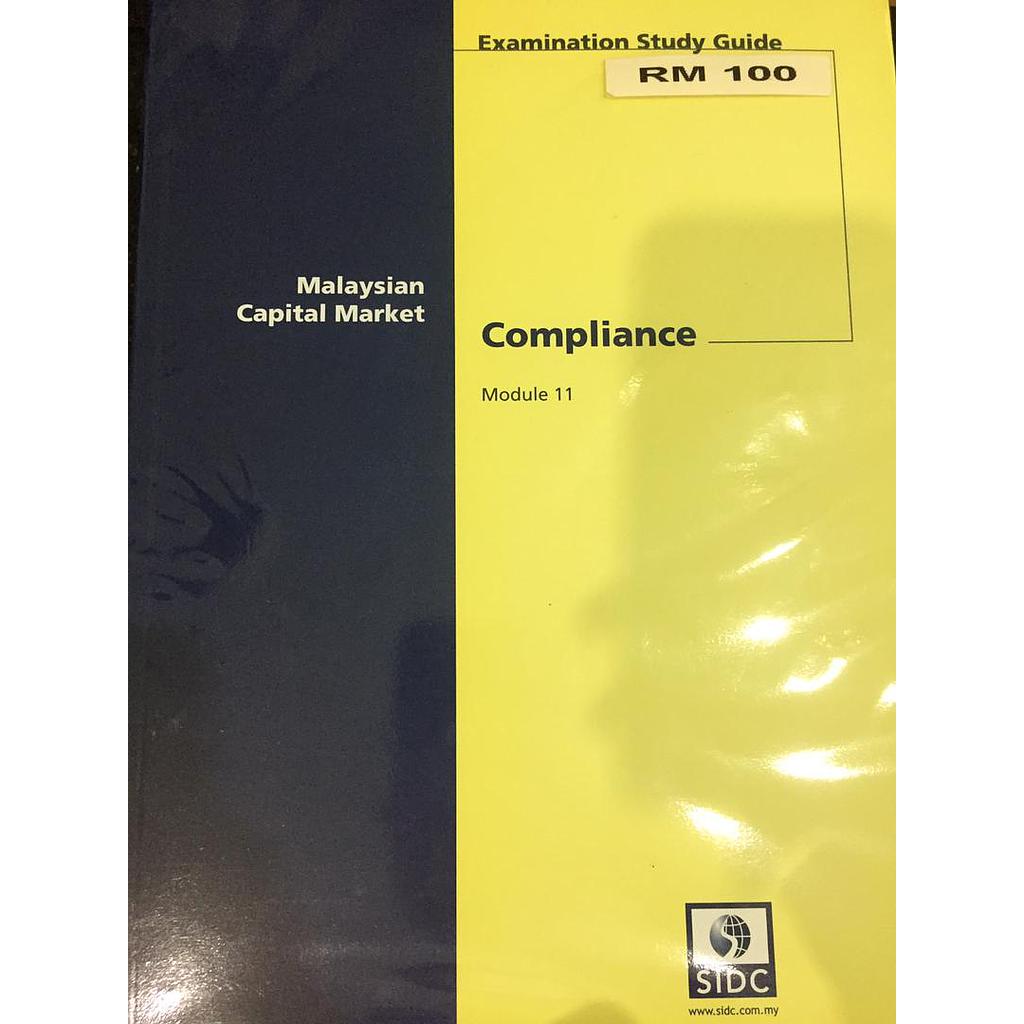 Examination Study Guide
RM 100
Malaysian
Capital Market
Compliance
Module 11
SIDC
www.sidc.com.my